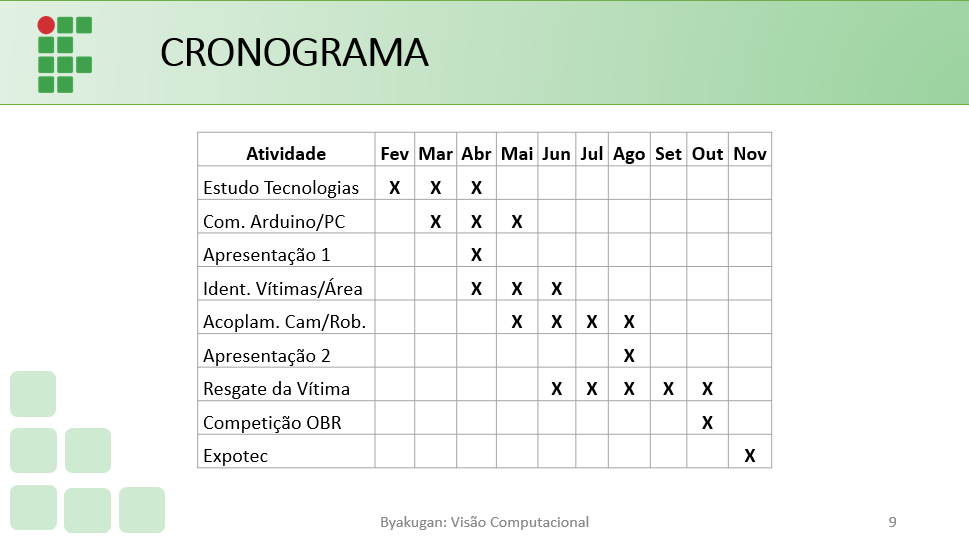 CRONOGRAMA
Atividade Fev Mar Abr Mai Jun Jul Ago Set Out Nov
Estudo Tecnologias X X X
Com. Arduino/PC X X X
Apresentação 1 X
Ident. Vítimas/Área X X X
Acoplam. Cam/Rob. X X X X
Apresentação 2 X
Resgate da Vítima X X X X X
Competição OBR X
Expotec X
Byakugan: Visão Computacional 9